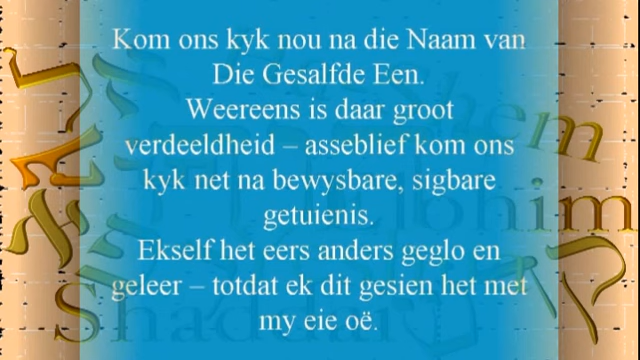 Kom ons kyk nou na die Naam van
Die Gesalfde Een.
Weereens is daar groot
verdeeldheid – asseblief kom ons
kyk net na bewysbare, sigbare
getuienis.
Ekself het eers anders geglo en
geleer – totdat ek dit gesien het met
my eie oë.